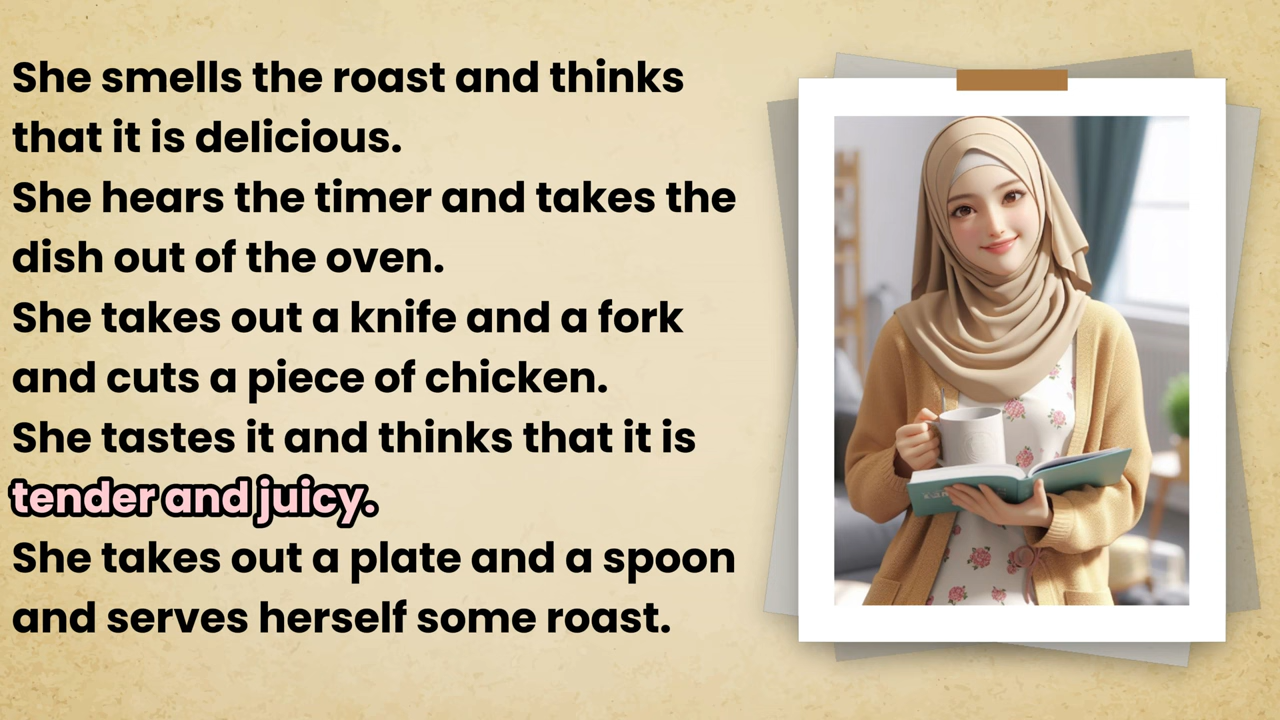 She smells the roast and thinks
that it is delicious.
She hears the timer and takes the
dish out of the oven.
She takes out a knife and a fork
and cuts a piece of chicken.
She tastes it and thinks that it is
tender and juicy.
She takes out a plate and a spoon
and serves herself some roast.